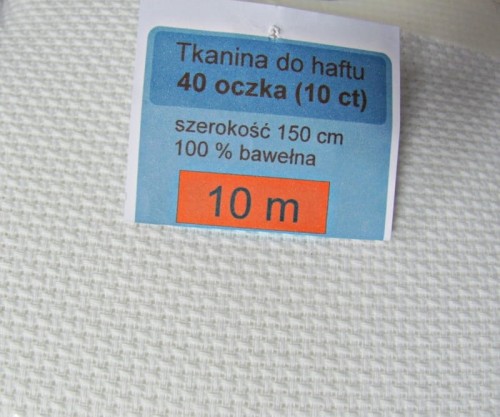 Tkanina do haftu
40 oczka (10 ct)
szerokość 150 cm
100 % bawełna
10 m